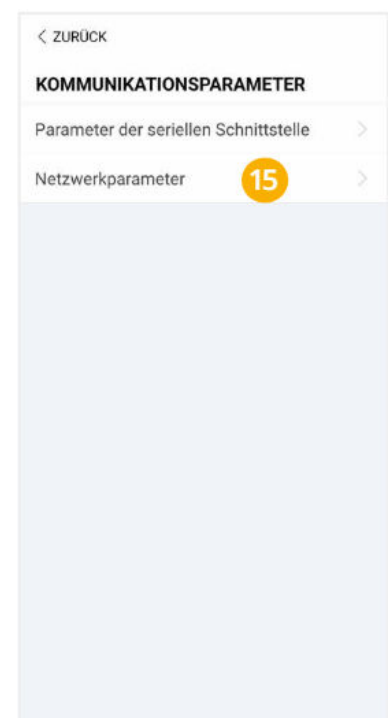 < ZURÜCK
KOMMUNIKATIONSPARAMETER
Parameter der seriellen Schnittstelle >
Netzwerkparameter 15 >